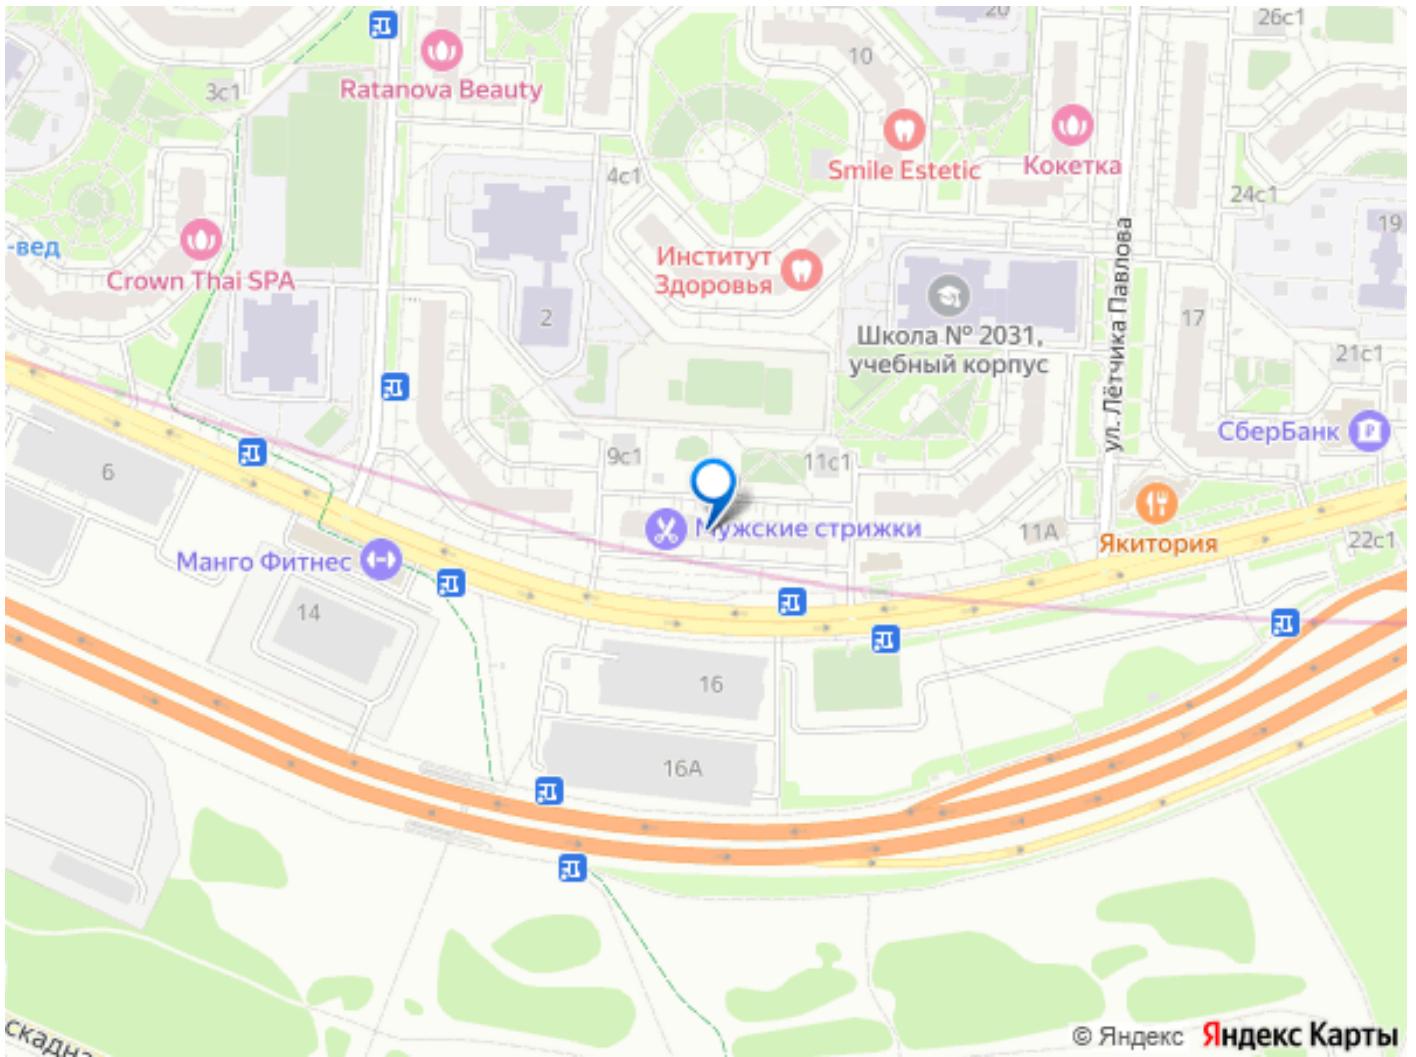 20
26с1
Ratanova Beauty
10
3с1
Smile Estetic
Кокетка
4с1
24с1
19
-вед
Crown Thai SPA
Институт
Здоровья
2
Школа № 2031,
учебный корпус
ул. Лётчика Павлова
17
21с1
СберБанк
6
9с1
11с1
Мужские стрижки
11А
Якитория
22с1
Манго Фитнес
14
16
16А
скадна
© Яндекс Яндекс Карты